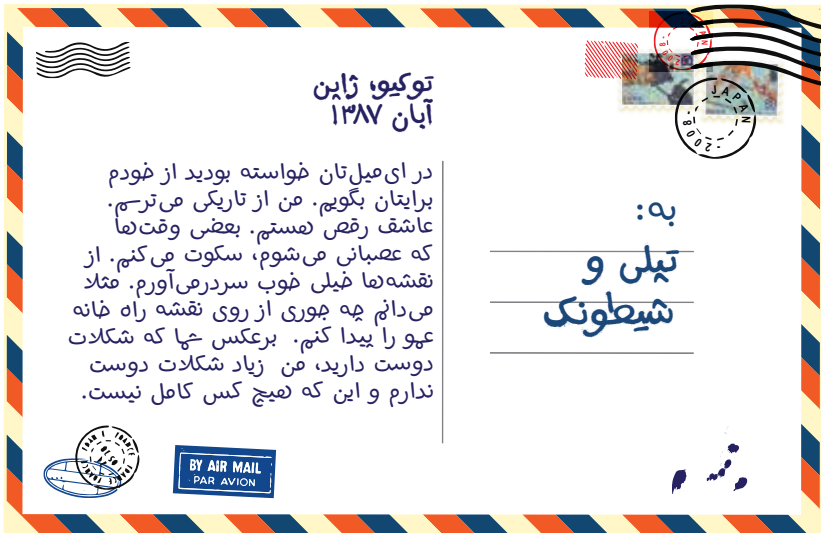 توکیو، ژاپن
آبان ۱۳۸۷
در ای‌میل‌تان خواسته بودید از خودم
برایتان بگویم. من از تاریکی می‌ترسم.
عاشق رقص هستم. بعضی وقت‌ها
که عصبانی می‌شوم، سکوت می‌کنم. از
نقشه‌ها خیلی خوب سردرمی‌آورم. مثلا
می‌دانم چه جوری از روی نقشه راه خانه
عمو را پیدا کنم. برعکس شما که شکلات
دوست دارید، من زیاد شکلات دوست
ندارم و این که هیچ کس کامل نیست.
به:
تپلی و
شیطونک
JAPAN
2008
BY AIR MAIL
PAR AVION